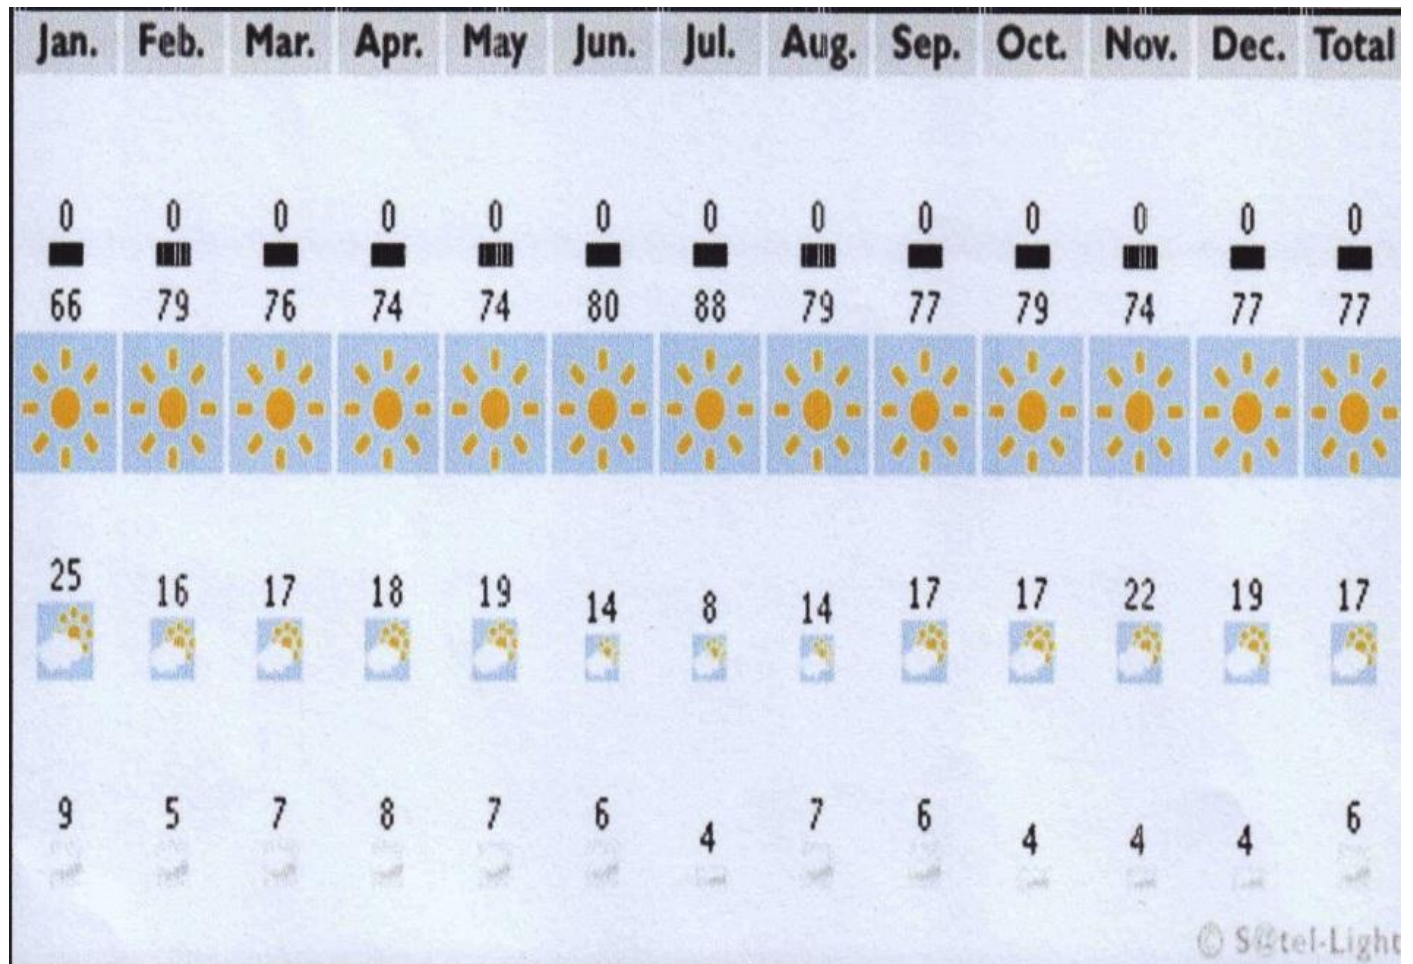 Jan. Feb. Mar. Apr. May Jun. Jul. Aug. Sep. Oct. Nov. Dec. Total
0 0 0 0 0 0 0 0 0 0 0 0 0
66 79 76 74 74 80 88 79 77 79 74 77 77
25 16 17 18 19 14 8 14 17 17 22 19 17
9 5 7 8 7 6 4 7 6 4 4 4 6
© S@tel-Light